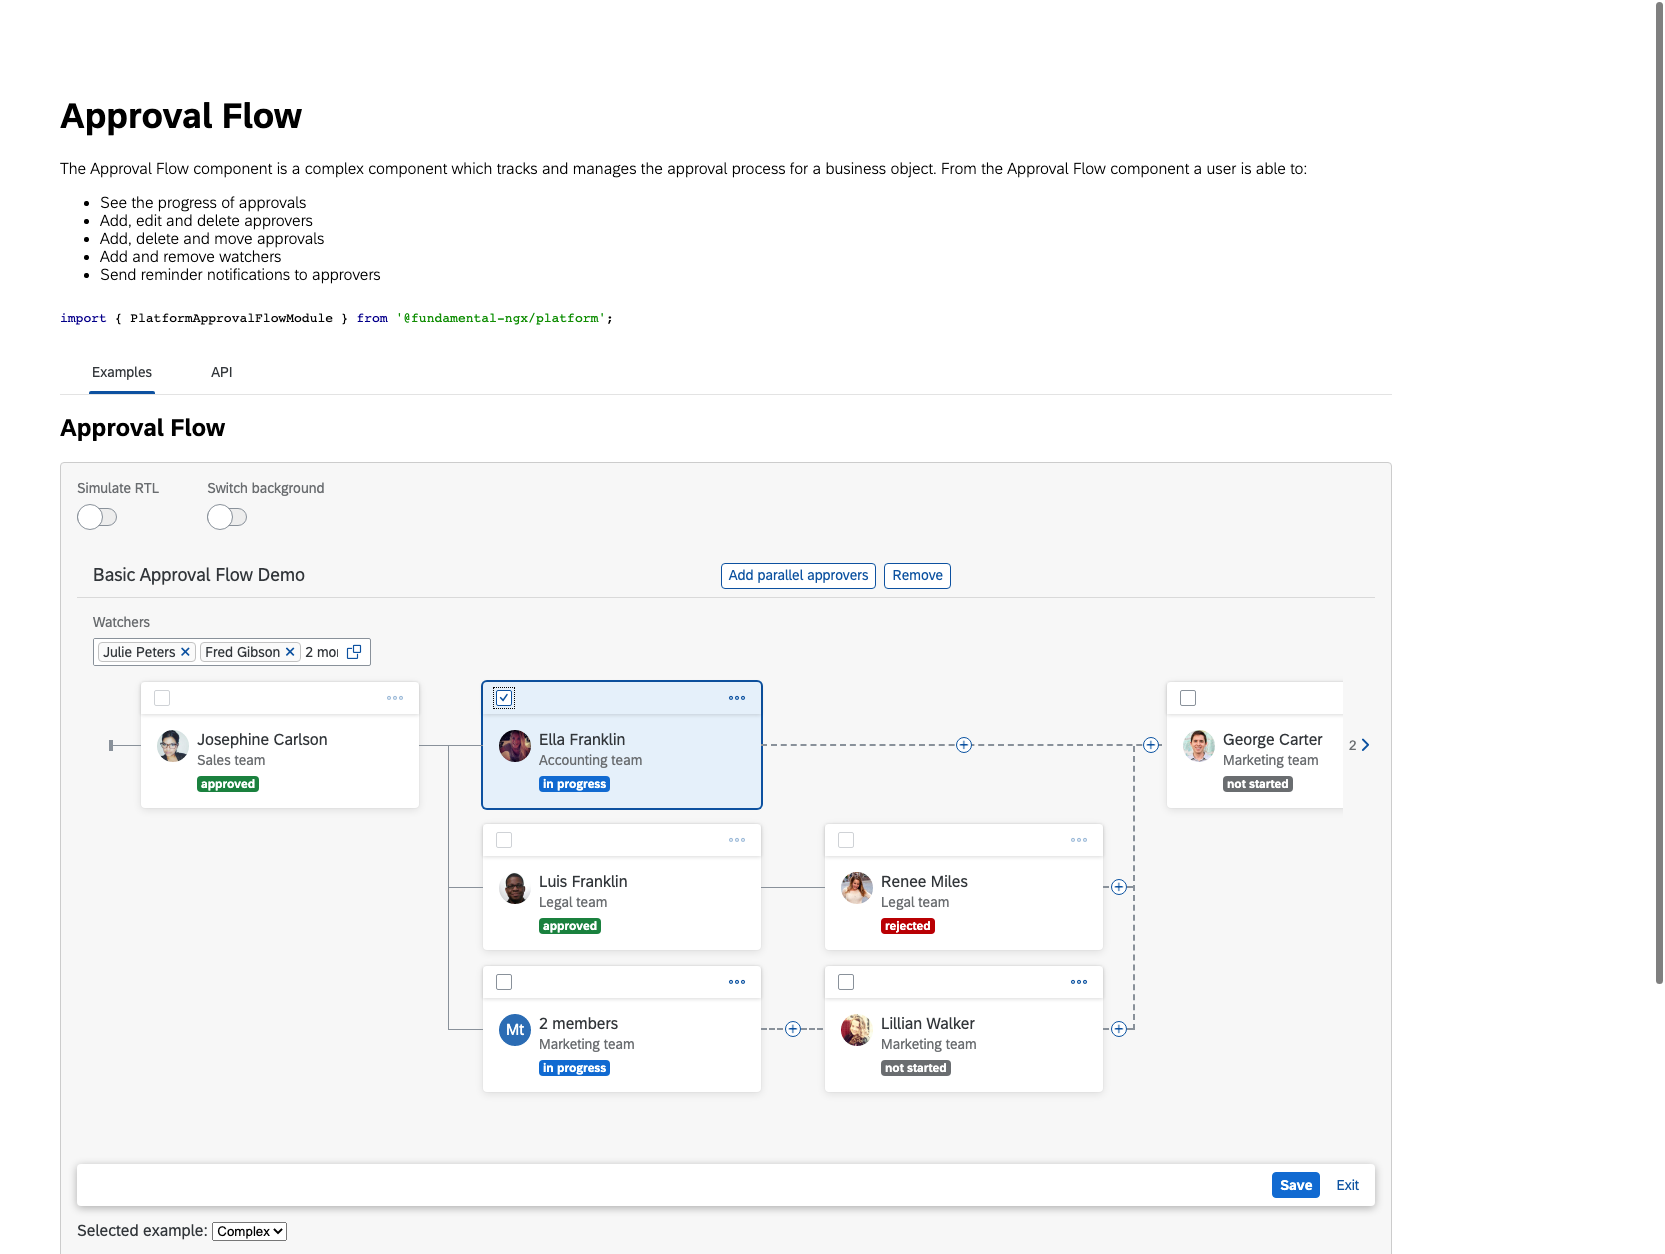 Approval Flow
The Approval Flow component is a complex component which tracks and manages the approval process for a business object. From the Approval Flow component a user is able to:
See the progress of approvals
Add, edit and delete approvers
Add, delete and move approvals
Add and remove watchers
Send reminder notifications to approvers
import { PlatformApprovalFlowModule } from '@fundamental-ngx/platform';
Examples API
Approval Flow
Simulate RTL Switch background
Basic Approval Flow Demo Add parallel approvers Remove
Watchers
Julie Peters Fred Gibson 2 mo
Josephine Carlson
Sales team
approved
Ella Franklin
Accounting team
in progress
George Carter
Marketing team
not started
2
Luis Franklin
Legal team
approved
Renee Miles
Legal team
rejected
Mt
2 members
Marketing team
in progress
Lillian Walker
Marketing team
not started
Save Exit
Selected example: Complex